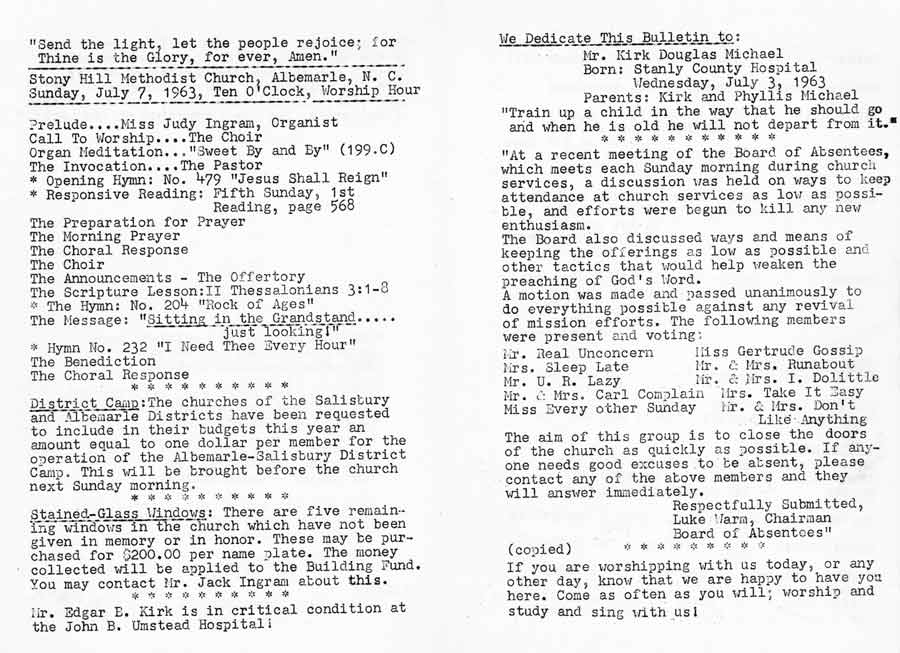 "Send the light, let the people rejoice; for
Thine is the Glory, for ever, Amen."
Stony Hill Methodist Church, Albemarle, N. C.
Sunday, July 7, 1963, Ten O'Clock, Worship Hour
Prelude....Miss Judy Ingram, Organist
Call To Worship....The Choir
Organ Meditation..."Sweet By and By" (199.C)
The Invocation....The Pastor
* Opening Hymn: No. 479 "Jesus Shall Reign"
* Responsive Reading: Fifth Sunday, 1st
Reading, page 568
The Preparation for Prayer
The Morning Prayer
The Choral Response
The Choir
The Announcements - The Offertory
The Scripture Lesson:II Thessalonians 3:1-8
* The Hymn: No. 204 "Rock of Ages"
The Message: "Sitting in the Grandstand.....
just looking!"
* Hymn No. 232 "I Need Thee Every Hour"
The Benediction
The Choral Response
* * * * * * * * * *
District Camp:The churches of the Salisbury
and Albemarle Districts have been requested
to include in their budgets this year an
amount equal to one dollar per member for the
operation of the Albemarle-Salisbury District
Camp. This will be brought before the church
next Sunday morning.
* * * * * * * * * *
Stained-Glass Windows: There are five remain-
ing windows in the church which have not been
given in memory or in honor. These may be pur-
chased for $200.00 per name plate. The money
collected will be applied to the Building Fund.
You may contact Mr. Jack Ingram about this.
* * * * * * * * * *
Mr. Edgar E. Kirk is in critical condition at
the John B. Umstead Hospital!
We Dedicate This Bulletin to:
Mr. Kirk Douglas Michael
Born: Stanly County Hospital
Wednesday, July 3, 1963
Parents: Kirk and Phyllis Michael
"Train up a child in the way that he should go
and when he is old he will not depart from it."
* * * * * * * * * * *
"At a recent meeting of the Board of Absentees,
which meets each Sunday morning during church
services, a discussion was held on ways to keep
attendance at church services as low as possi-
ble, and efforts were begun to kill any new
enthusiasm.
The Board also discussed ways and means of
keeping the offerings as low as possible and
other tactics that would help weaken the
preaching of God's Word.
A motion was made and passed unanimously to
do everything possible against any revival
of mission efforts. The following members
were present and voting:
Mr. Real Unconcern Miss Gertrude Gossip
Mrs. Sleep Late Mr. & Mrs. Runabout
Mr. U. R. Lazy Mr. & Mrs. I. Dolittle
Mr. & Mrs. Carl Complain Mrs. Take It Easy
Miss Every other Sunday Mr. & Mrs. Don't
Like Anything
The aim of this group is to close the doors
of the church as quickly as possible. If any-
one needs good excuses to be absent, please
contact any of the above members and they
will answer immediately.
Respectfully Submitted,
Luke Warm, Chairman
Board of Absentees"
(copied) * * * * * * * * *
If you are worshipping with us today, or any
other day, know that we are happy to have you
here. Come as often as you will; worship and
study and sing with us!